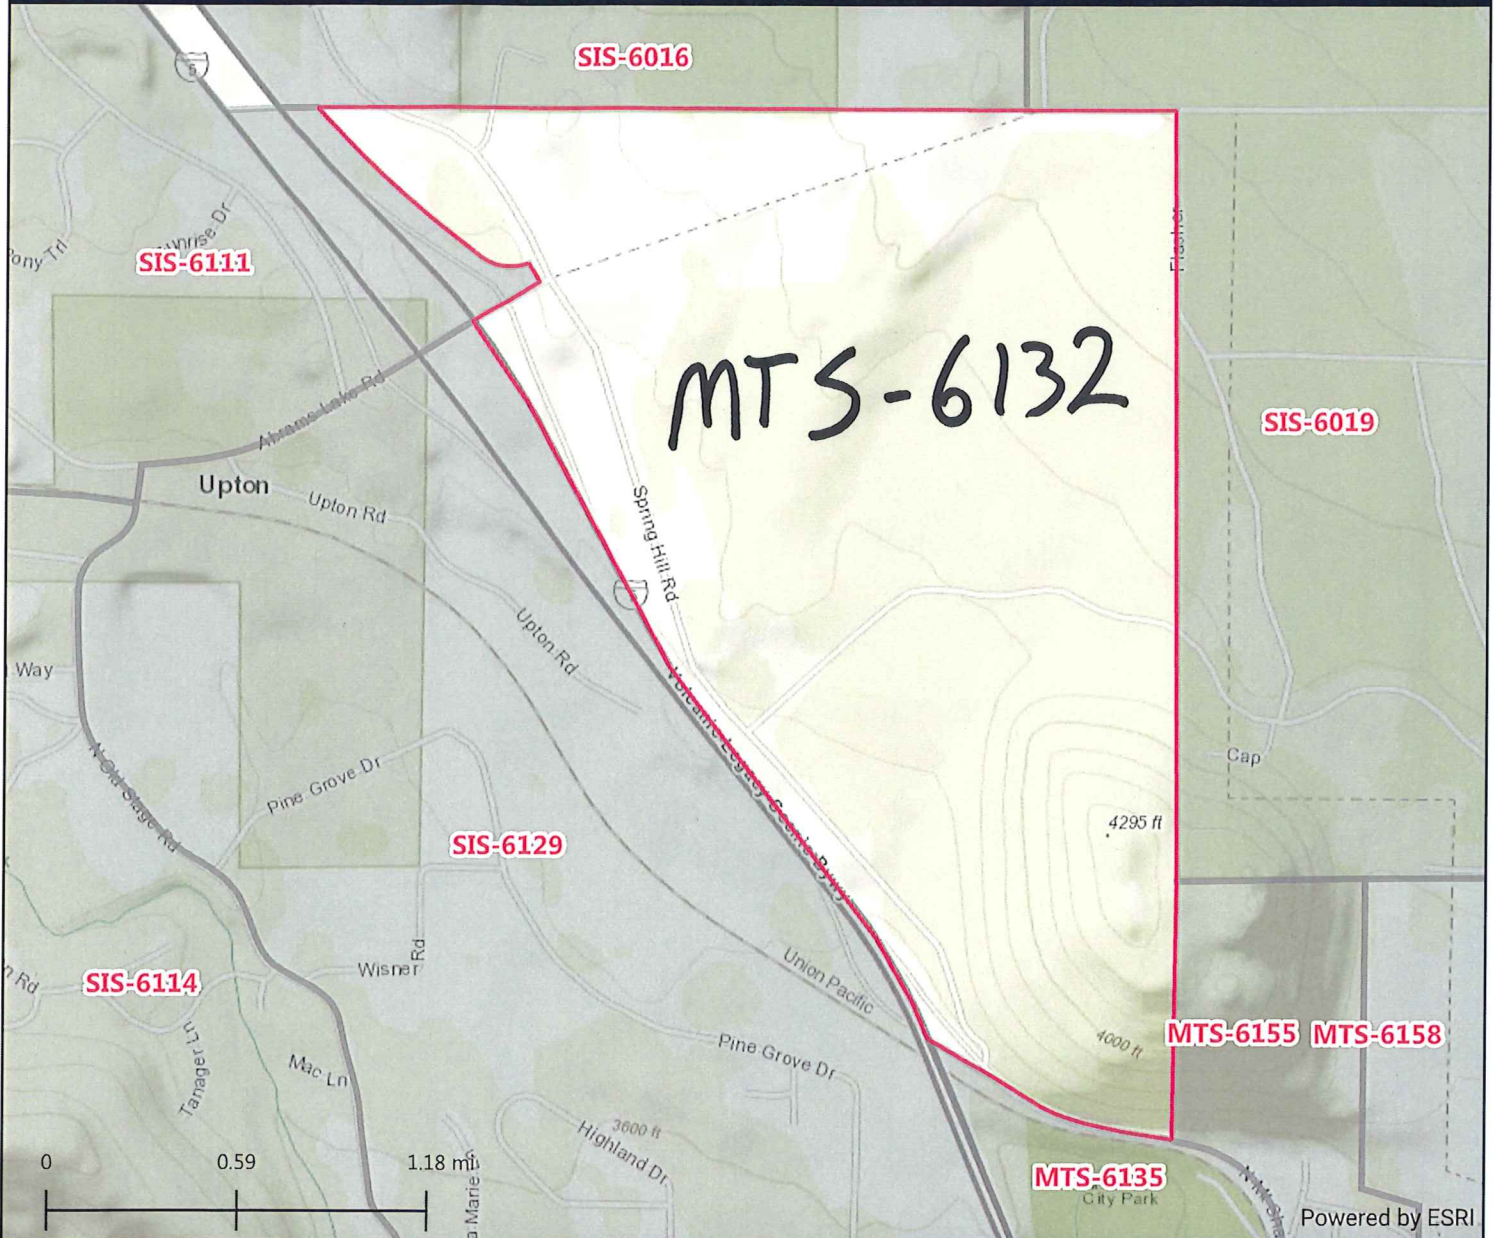 5
SIS-6016
Pony Trl
Sunrise Dr
SIS-6111
Flasher
MTS-6132
SIS-6019
Abrams Lake Rd
Upton
Upton Rd
Spring Hill Rd
Upton Rd
Way
Volcanic Legacy Scenic Bywy
N Old Stage Rd
Pine Grove Dr
Cap
4295 ft
SIS-6129
Wisner Rd
Union Pacific
SIS-6114
n Rd
Tanager Ln
Mac Ln
Pine Grove Dr
4000 ft
MTS-6155
MTS-6158
3600 ft
Highland Dr
0
0.59
1.18 mi
MTS-6135
City Park
Powered by ESRI